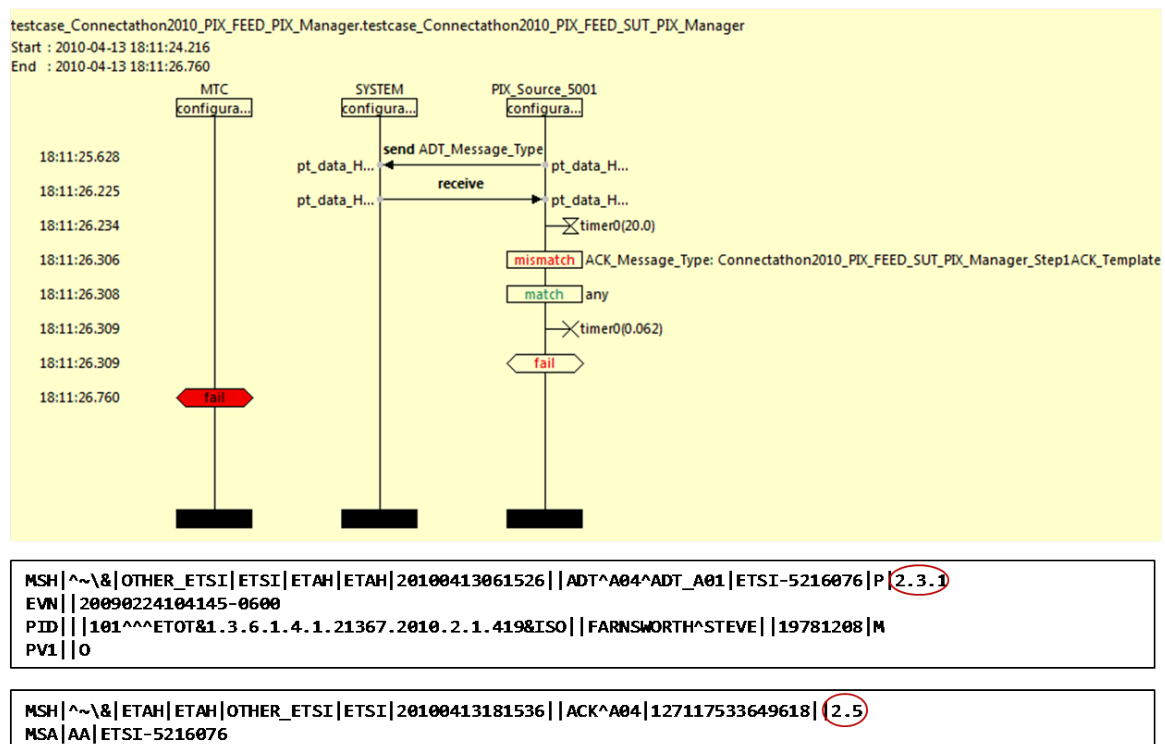 testcase_Connectathon2010_PIX_FEED_PIX_Manager.testcase_Connectathon2010_PIX_FEED_SUT_PIX_Manager
Start : 2010-04-13 18:11:24.216
End : 2010-04-13 18:11:26.760
MTC SYSTEM PIX_Source_5001
configura... configura... configura...
18:11:25.628 pt_data_H... send ADT_Message_Type pt_data_H...
18:11:26.225 pt_data_H... receive pt_data_H...
18:11:26.234 timer0(20.0)
18:11:26.306 mismatch ACK_Message_Type: Connectathon2010_PIX_FEED_SUT_PIX_Manager_Step1ACK_Template
18:11:26.308 match any
18:11:26.309 timer0(0.062)
18:11:26.309 fail
18:11:26.760 fail
MSH|^~\&|OTHER_ETSI|ETSI|ETAH|ETAH|20100413061526||ADT^A04^ADT_A01|ETSI-5216076|P|2.3.1
EVN||20090224104145-0600
PID|||101^^^ETOT&1.3.6.1.4.1.21367.2010.2.1.419&ISO||FARNSWORTH^STEVE||19781208|M
PV1||O
MSH|^~\&|ETAH|ETAH|OTHER_ETSI|ETSI|20100413181536||ACK^A04|127117533649618||2.5
MSA|AA|ETSI-5216076